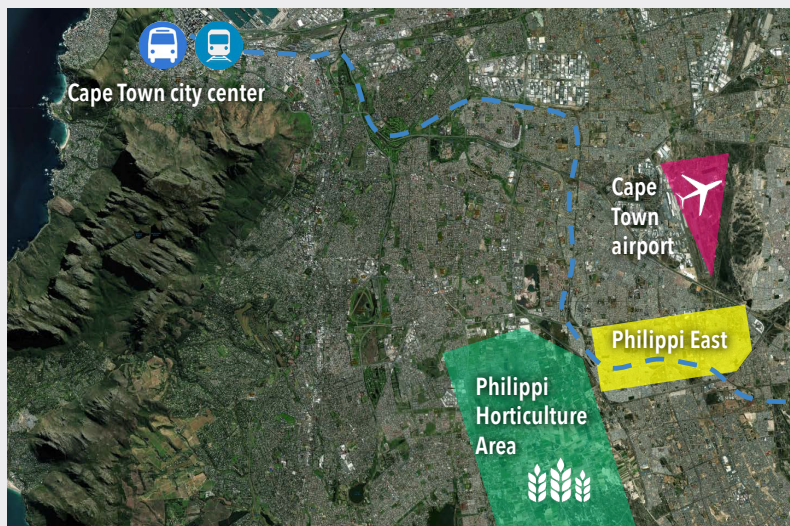 Cape Town city center
Cape
Town
airport
Philippi East
Philippi
Horticulture
Area